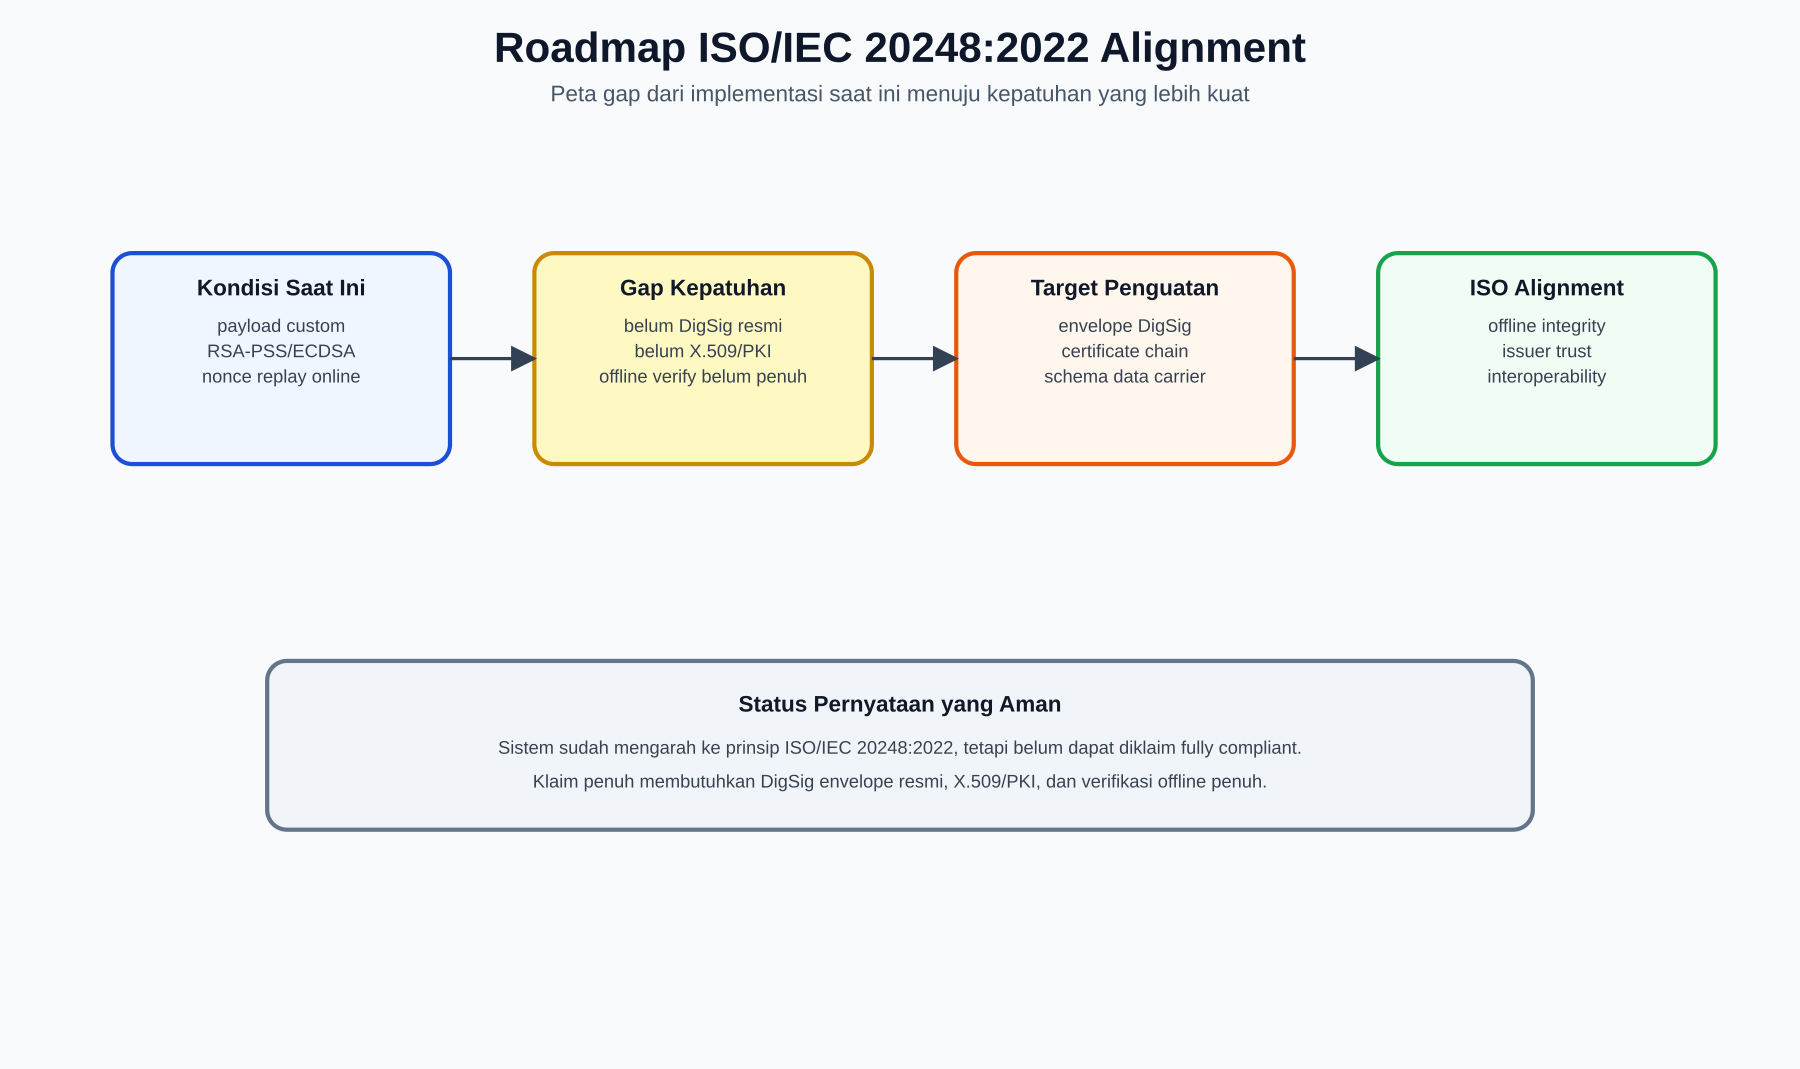 Roadmap ISO/IEC 20248:2022 Alignment
Peta gap dari implementasi saat ini menuju kepatuhan yang lebih kuat
Kondisi Saat Ini
payload custom
RSA-PSS/ECDSA
nonce replay online
Gap Kepatuhan
belum DigSig resmi
belum X.509/PKI
offline verify belum penuh
Target Penguatan
envelope DigSig
certificate chain
schema data carrier
ISO Alignment
offline integrity
issuer trust
interoperability
Status Pernyataan yang Aman
Sistem sudah mengarah ke prinsip ISO/IEC 20248:2022, tetapi belum dapat diklaim fully compliant.
Klaim penuh membutuhkan DigSig envelope resmi, X.509/PKI, dan verifikasi offline penuh.